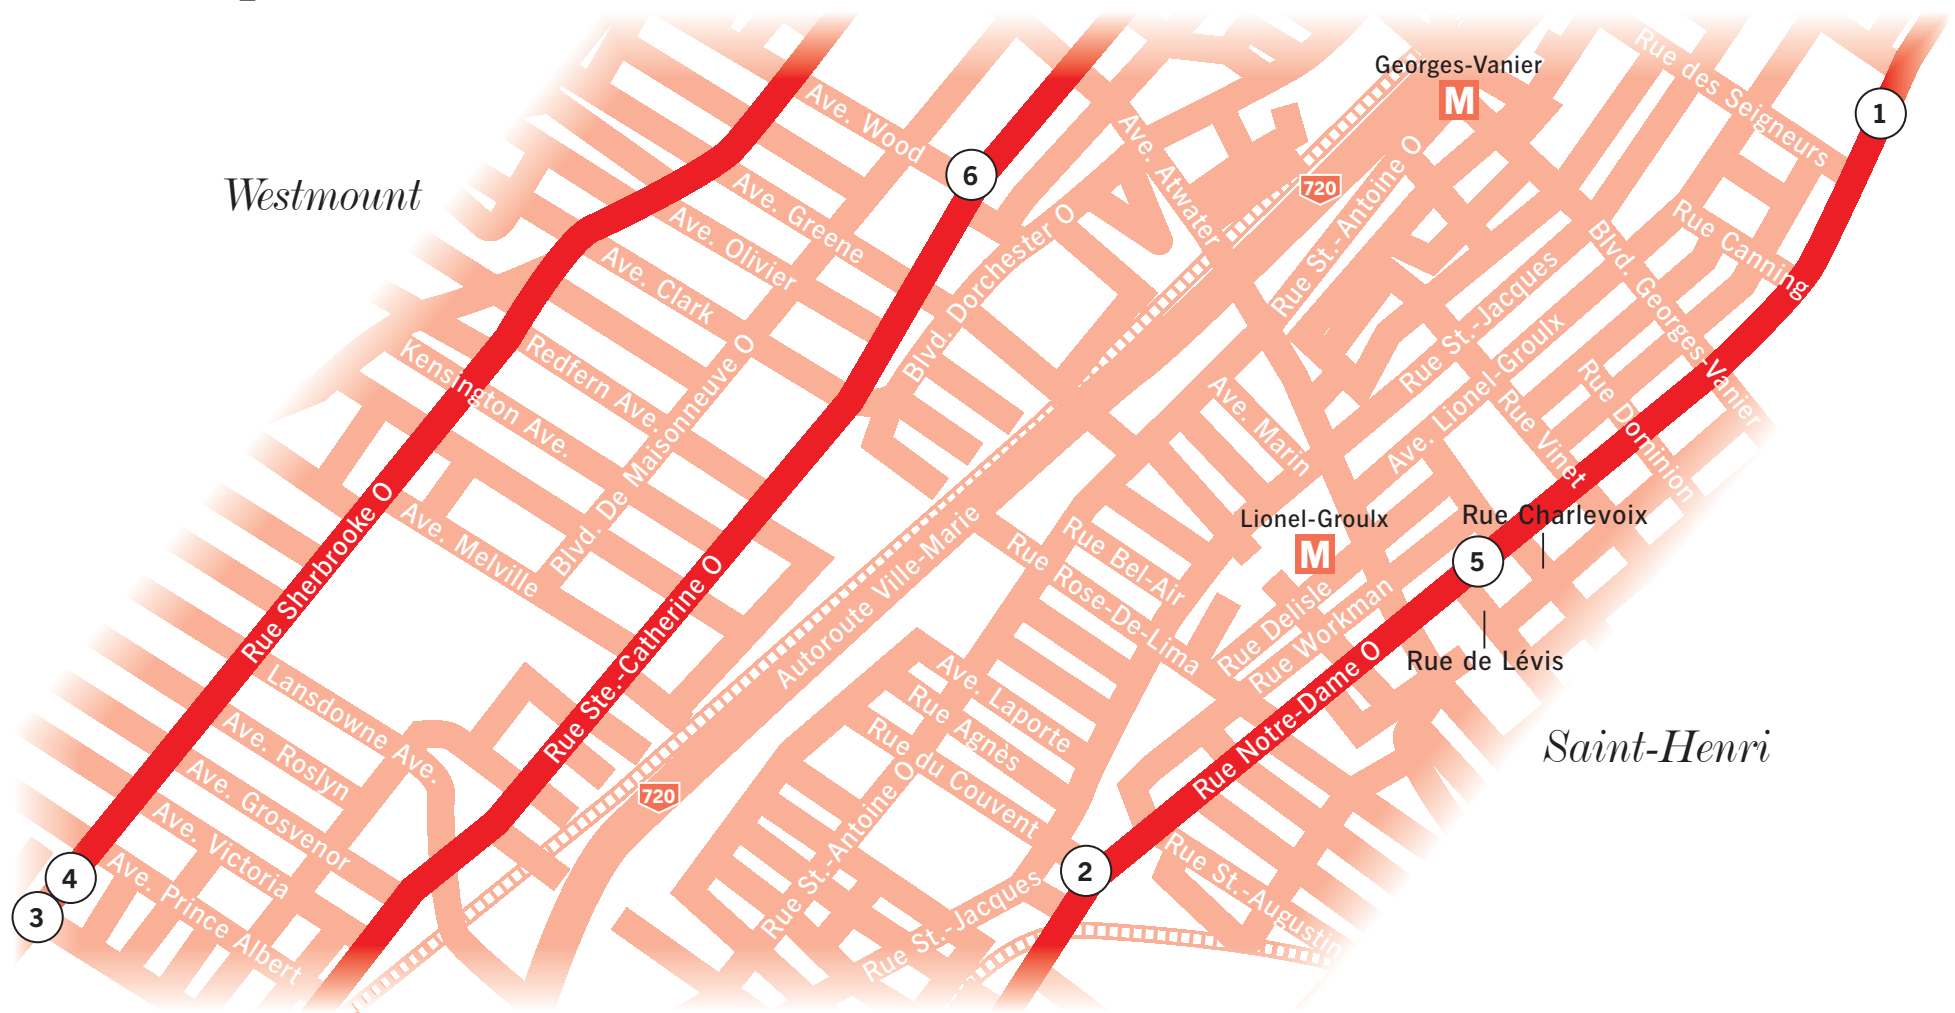 Georges-Vanier
M
Rue des Seigneurs
1
Ave. Wood
Ave. Atwater
6
720
Rue St.-Antoine O
Westmount
Ave. Greene
Ave. Olivier
Blvd. Dorchester O
Rue Canning
Blvd. Georges-Vanier
Ave. Clark
Rue St.-Jacques
Kensington Ave.
Redfern Ave.
Blvd. De Maisonneuve O
Ave. Lionel-Groulx
Rue Dominion
Ave. Marin
Rue Vinet
Rue Sherbrooke O
Ave. Melville
Lionel-Groulx
M
Rue Charlevoix
5
Autoroute Ville-Marie
Rue Bel-Air
Rue Rose-De-Lima
Rue Delisle
Rue Workman
Rue de Lévis
Rue Ste.-Catherine O
Lansdowne Ave.
Ave. Laporte
Rue Agnès
Rue Notre-Dame O
Saint-Henri
Ave. Roslyn
Rue du Couvent
720
Ave. Grosvenor
Rue St.-Antoine O
Ave. Victoria
Ave. Prince Albert
4
3
2
Rue St.-Augustin
Rue St.-Jacques